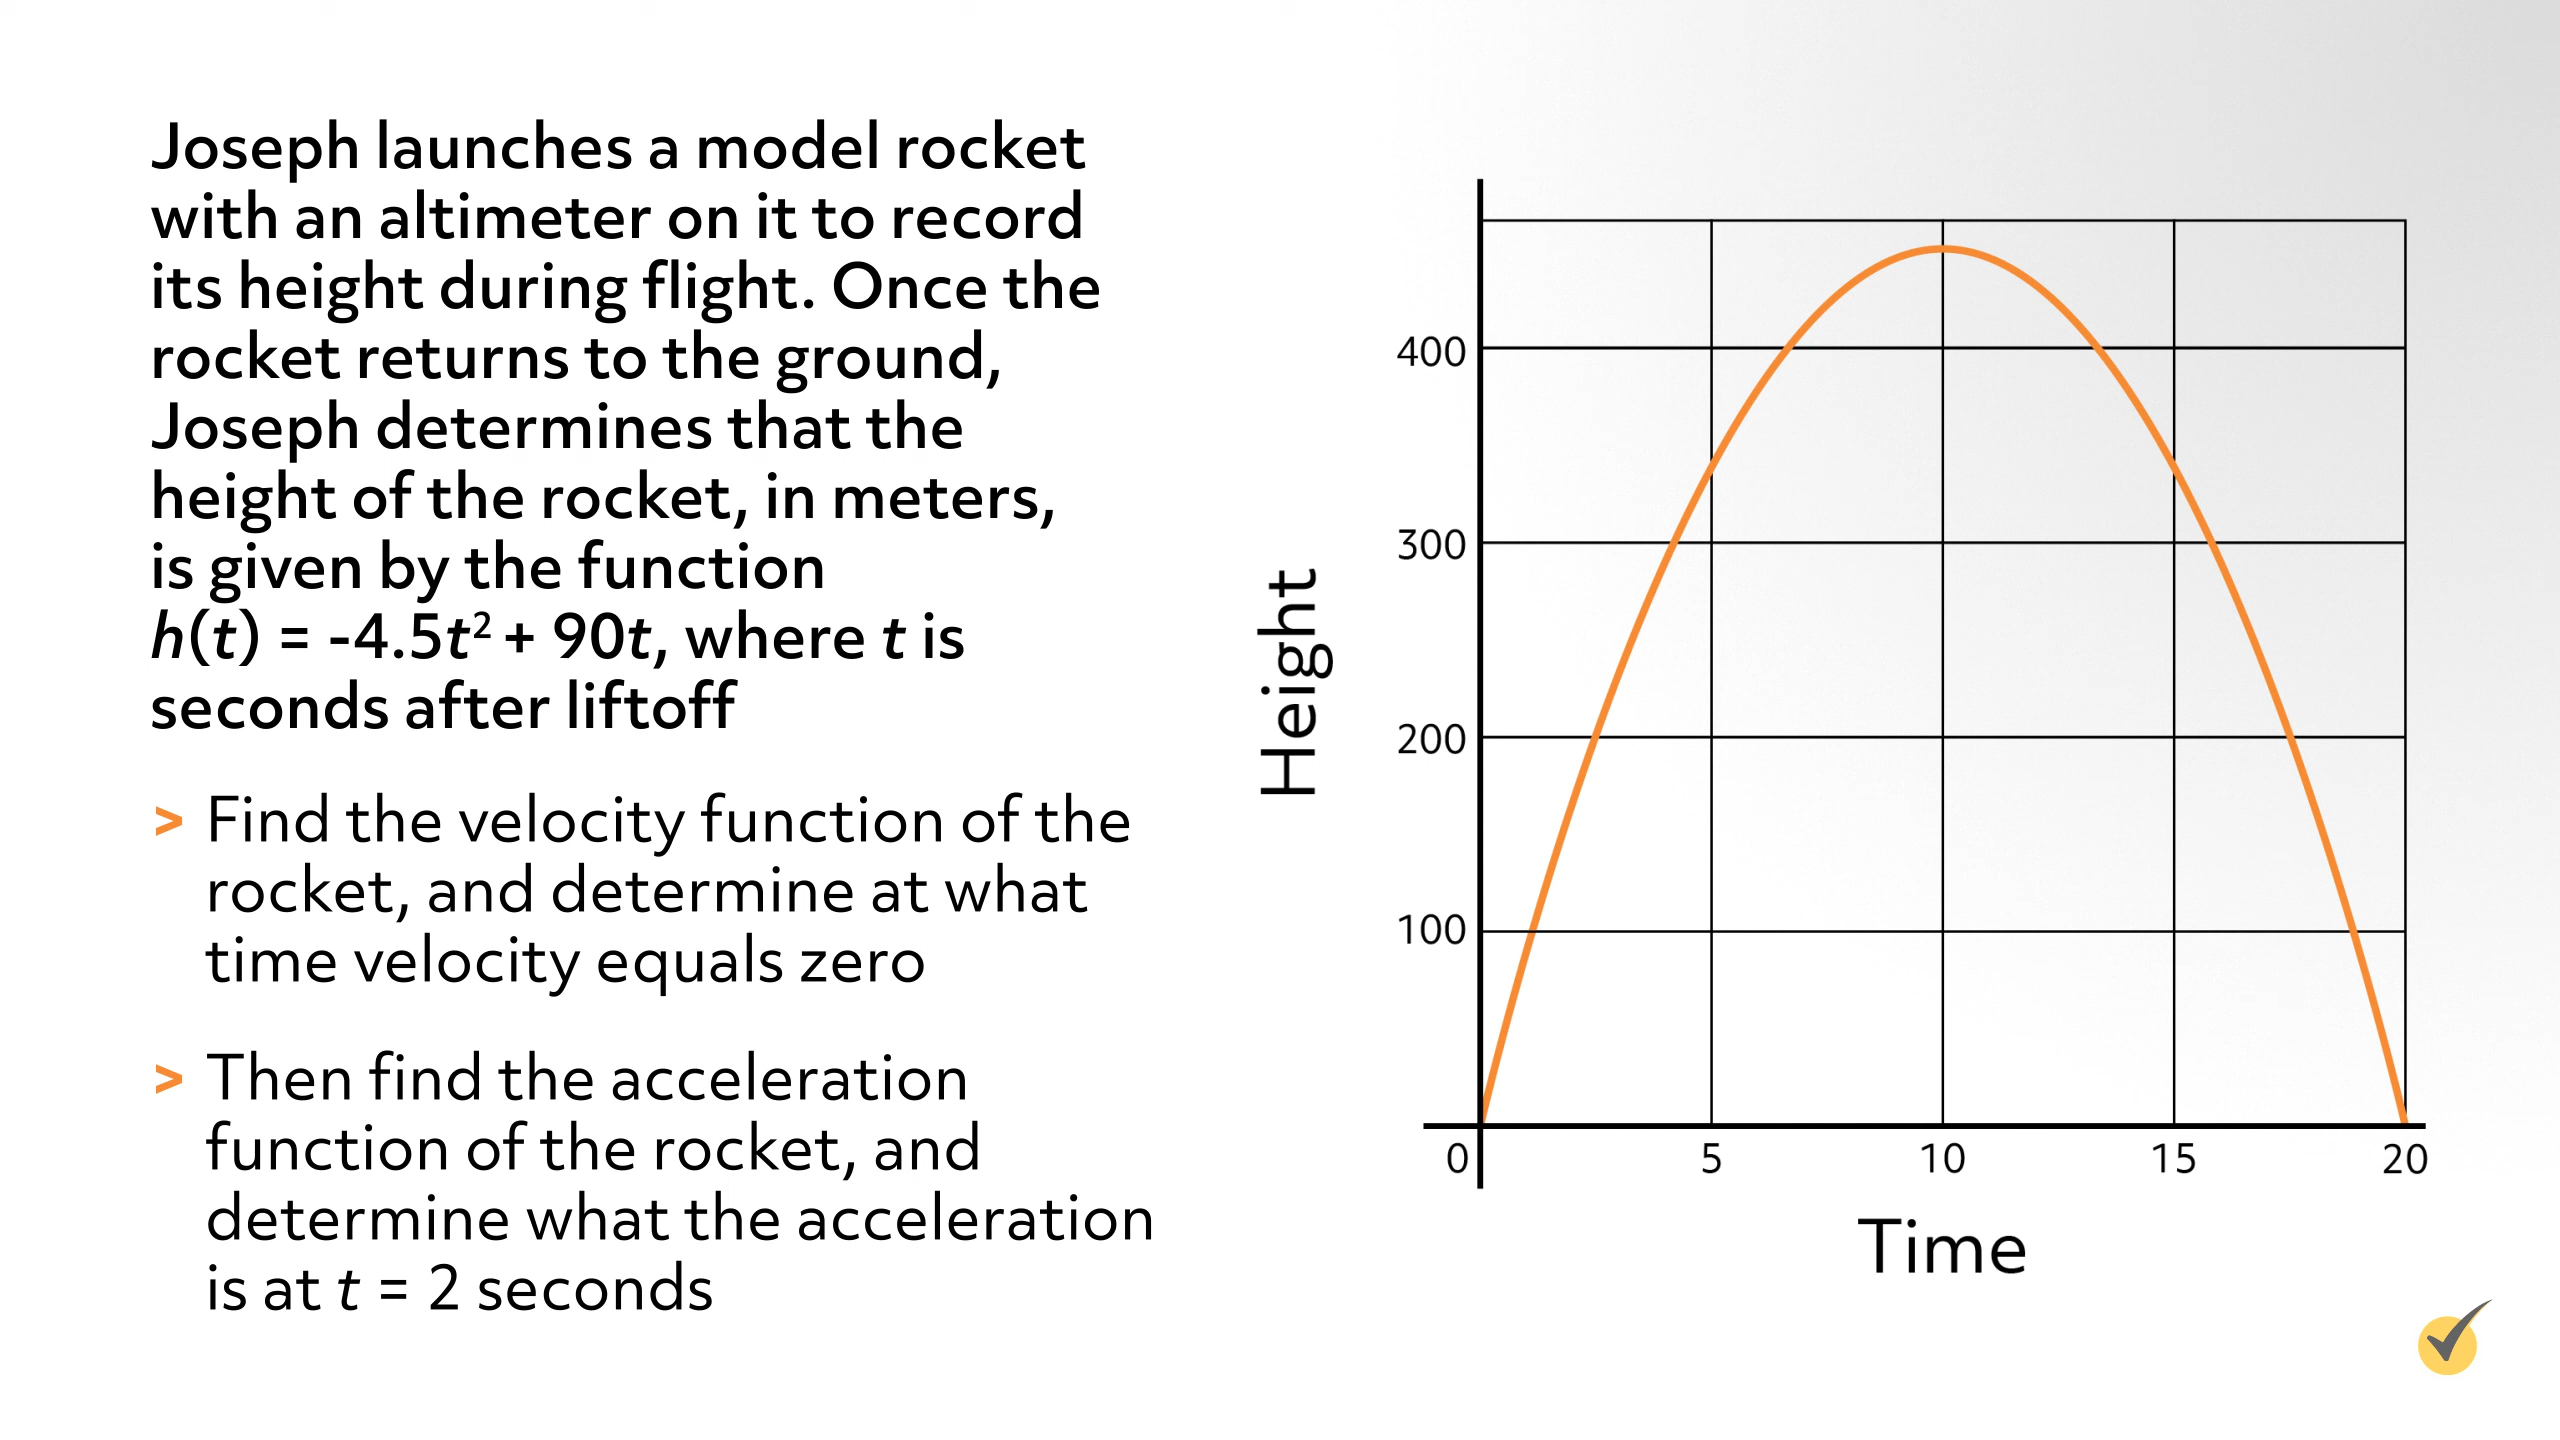 Joseph launches a model rocket
with an altimeter on it to record
its height during flight. Once the
rocket returns to the ground,
Joseph determines that the
height of the rocket, in meters,
is given by the function
h(t) = -4.5t² + 90t, where t is
seconds after liftoff
> Find the velocity function of the
rocket, and determine at what
time velocity equals zero
> Then find the acceleration
function of the rocket, and
determine what the acceleration
is at t = 2 seconds
Height
400
300
200
100
0 5 10 15 20
Time